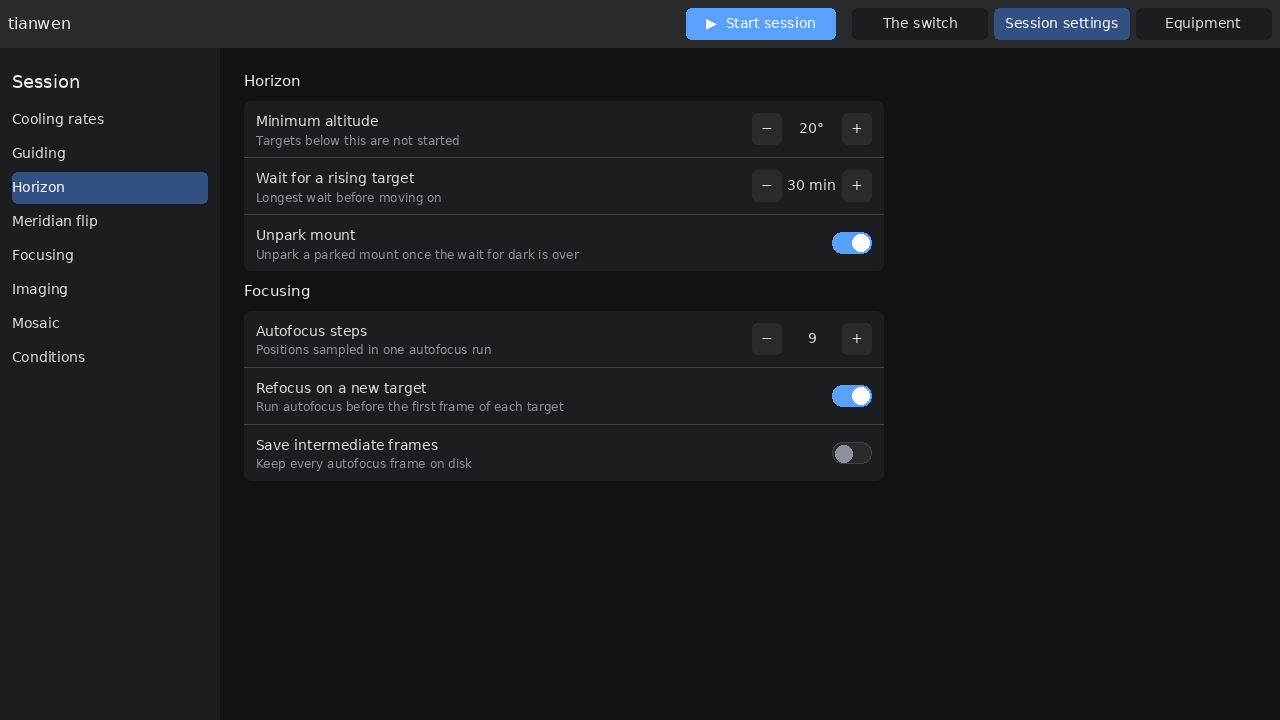 tianwen
▶ Start session
The switch
Session settings
Equipment
Session
Cooling rates
Guiding
Horizon
Meridian flip
Focusing
Imaging
Mosaic
Conditions
Horizon
Minimum altitude
Targets below this are not started
− 20° +
Wait for a rising target
Longest wait before moving on
− 30 min +
Unpark mount
Unpark a parked mount once the wait for dark is over
Focusing
Autofocus steps
Positions sampled in one autofocus run
− 9 +
Refocus on a new target
Run autofocus before the first frame of each target
Save intermediate frames
Keep every autofocus frame on disk